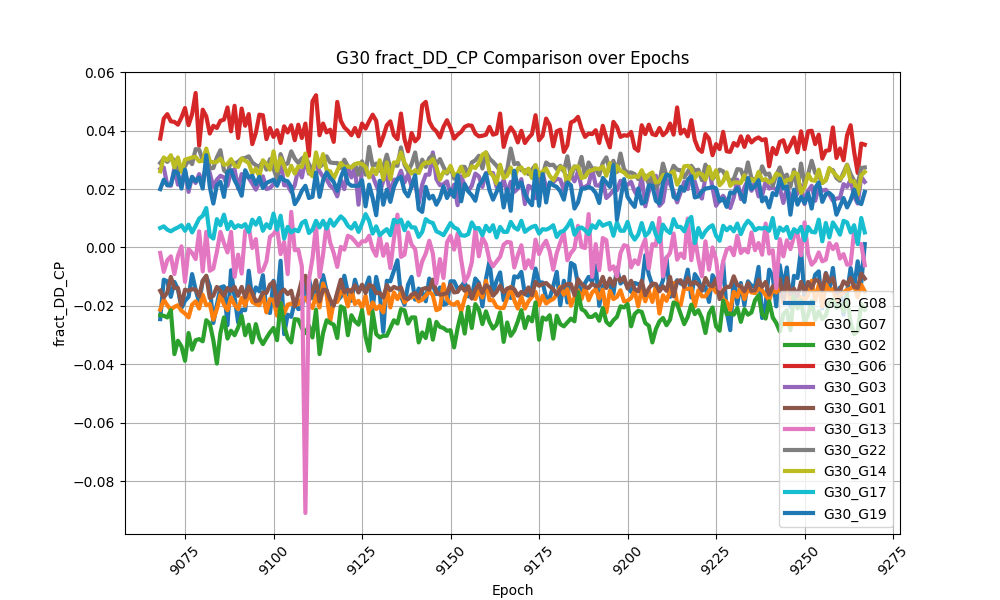 G30 fract_DD_CP Comparison over Epochs
fract_DD_CP
0.06
0.04
0.02
0.00
−0.02
−0.04
−0.06
−0.08
9075
9100
9125
9150
9175
9200
9225
9250
9275
Epoch
G30_G08
G30_G07
G30_G02
G30_G06
G30_G03
G30_G01
G30_G13
G30_G22
G30_G14
G30_G17
G30_G19